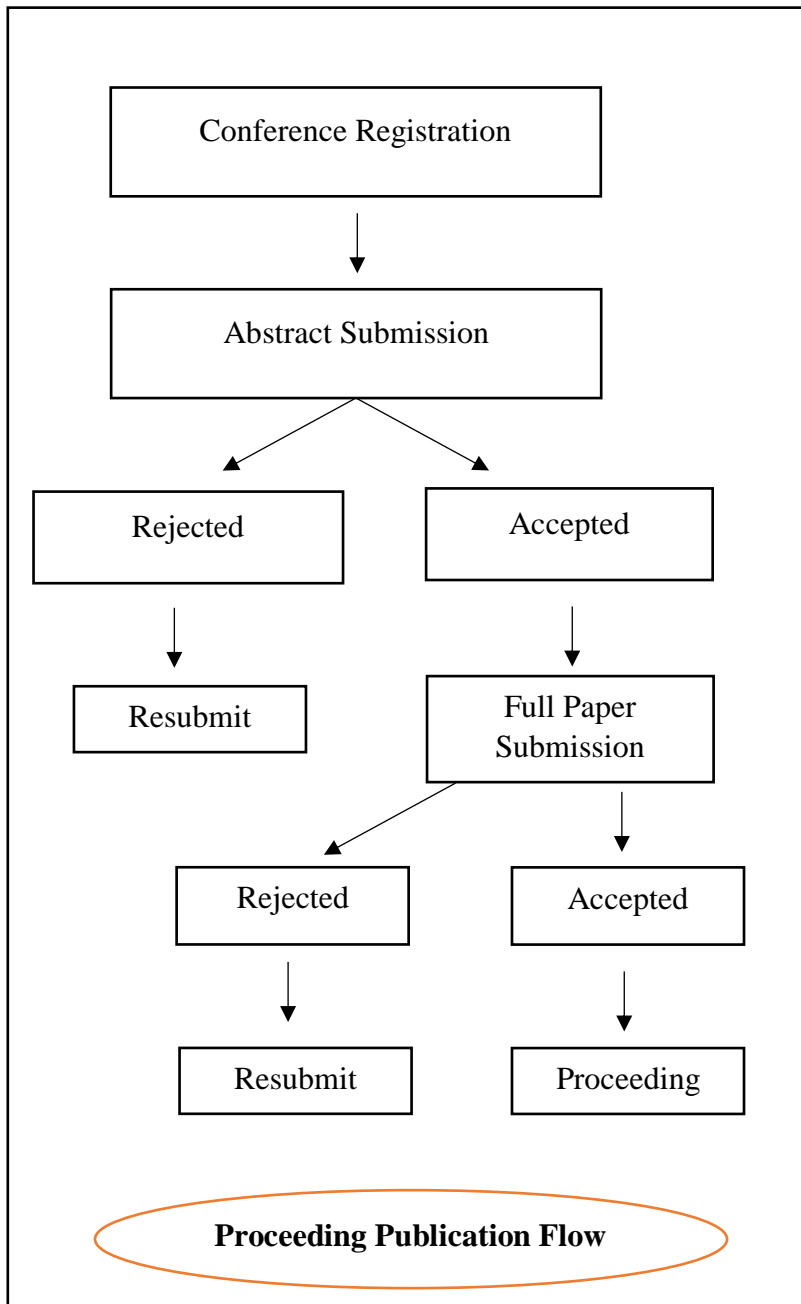 Conference Registration
Abstract Submission
Rejected
Accepted
Resubmit
Full Paper
Submission
Rejected
Accepted
Resubmit
Proceeding
Proceeding Publication Flow